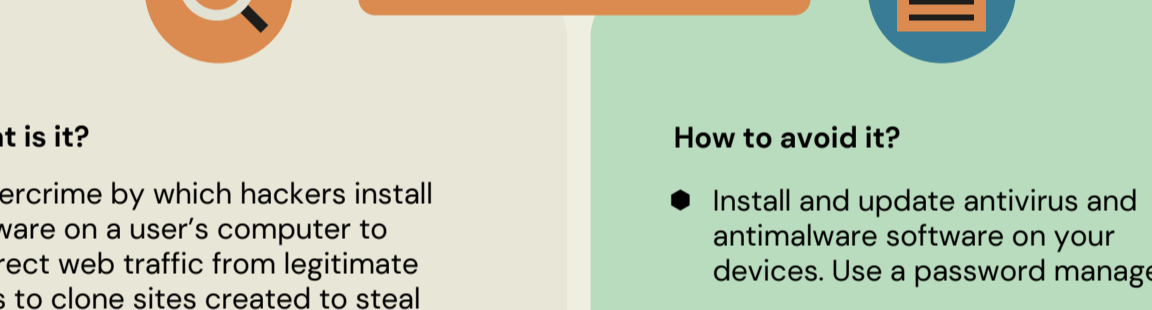 t is it?
ercrime by which hackers install
ware on a user’s computer to
rect web traffic from legitimate
s to clone sites created to steal
How to avoid it?
Install and update antivirus and
antimalware software on your
devices. Use a password manage